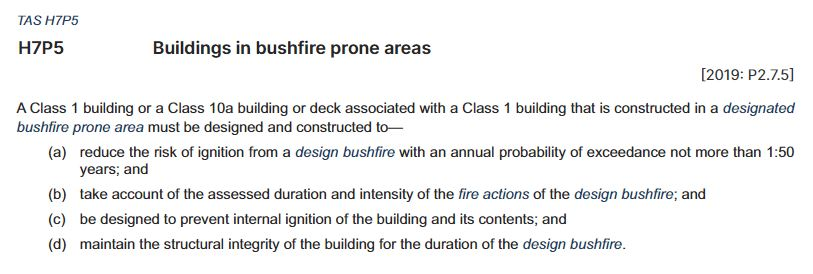 TAS H7P5
H7P5 Buildings in bushfire prone areas
[2019: P2.7.5]
A Class 1 building or a Class 10a building or deck associated with a Class 1 building that is constructed in a designated
bushfire prone area must be designed and constructed to—
(a) reduce the risk of ignition from a design bushfire with an annual probability of exceedance not more than 1:50
years; and
(b) take account of the assessed duration and intensity of the fire actions of the design bushfire; and
(c) be designed to prevent internal ignition of the building and its contents; and
(d) maintain the structural integrity of the building for the duration of the design bushfire.